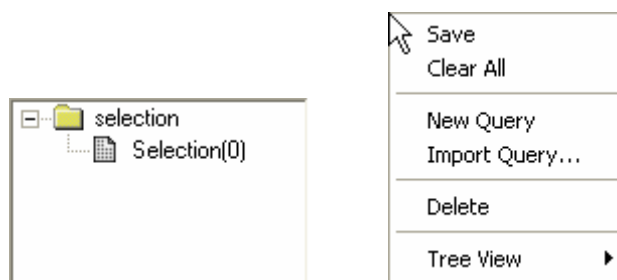 selection
Selection(0)
Save
Clear All
New Query
Import Query...
Delete
Tree View